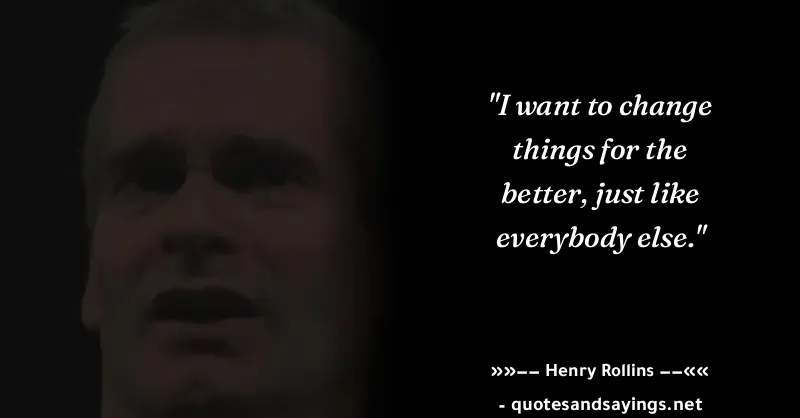 "I want to change
things for the
better, just like
everybody else."
»»–– Henry Rollins ––««
- quotesandsayings.net